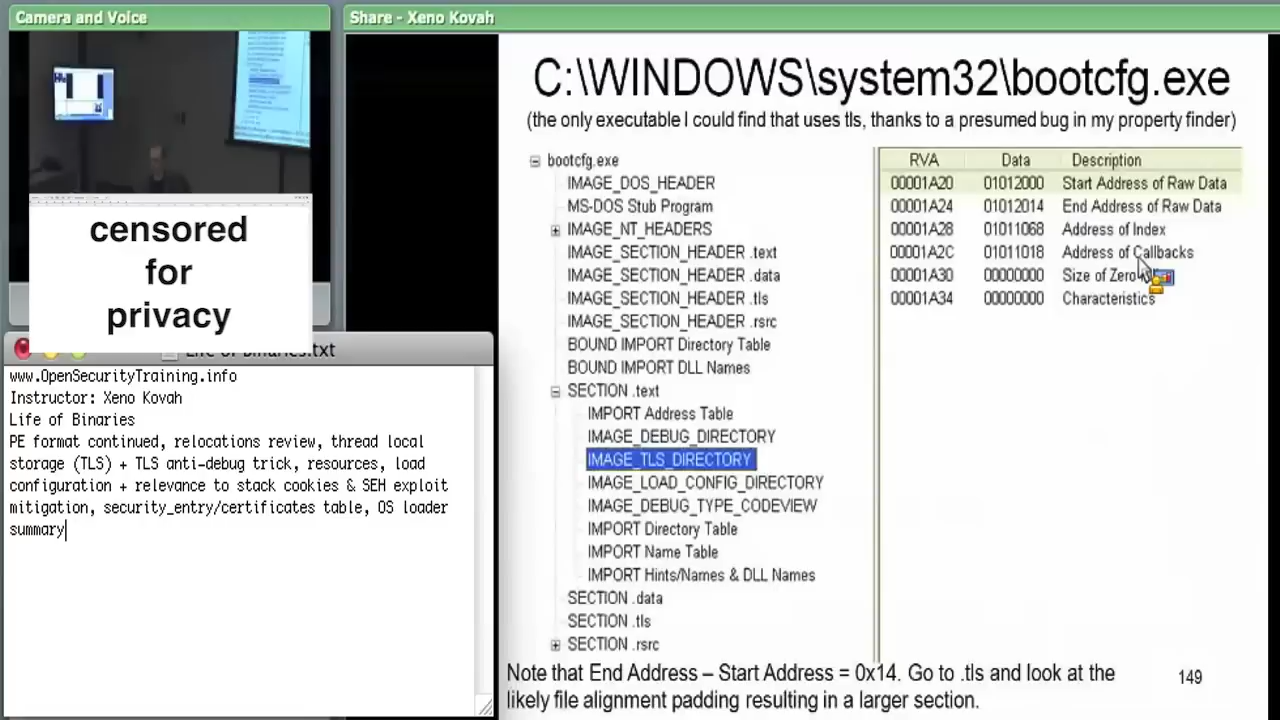 Camera and Voice
Share - Xeno Kovah
censored
for
privacy
www.OpenSecurityTraining.info
Instructor: Xeno Kovah
Life of Binaries
PE format continued, relocations review, thread local
storage (TLS) + TLS anti-debug trick, resources, load
configuration + relevance to stack cookies & SEH exploit
mitigation, security_entry/certificates table, OS loader
summary
C:\WINDOWS\system32\bootcfg.exe
(the only executable I could find that uses tls, thanks to a presumed bug in my property finder)
bootcfg.exe
IMAGE_DOS_HEADER
MS-DOS Stub Program
IMAGE_NT_HEADERS
IMAGE_SECTION_HEADER .text
IMAGE_SECTION_HEADER .data
IMAGE_SECTION_HEADER .tls
IMAGE_SECTION_HEADER .rsrc
BOUND IMPORT Directory Table
BOUND IMPORT DLL Names
SECTION .text
IMPORT Address Table
IMAGE_DEBUG_DIRECTORY
IMAGE_TLS_DIRECTORY
IMAGE_LOAD_CONFIG_DIRECTORY
IMAGE_DEBUG_TYPE_CODEVIEW
IMPORT Directory Table
IMPORT Name Table
IMPORT Hints/Names & DLL Names
SECTION .data
SECTION .tls
SECTION .rsrc
RVA Data Description
00001A20 01012000 Start Address of Raw Data
00001A24 01012014 End Address of Raw Data
00001A28 01011068 Address of Index
00001A2C 01011018 Address of Callbacks
00001A30 00000000 Size of Zero
00001A34 00000000 Characteristics
Note that End Address – Start Address = 0x14. Go to .tls and look at the
likely file alignment padding resulting in a larger section.
149